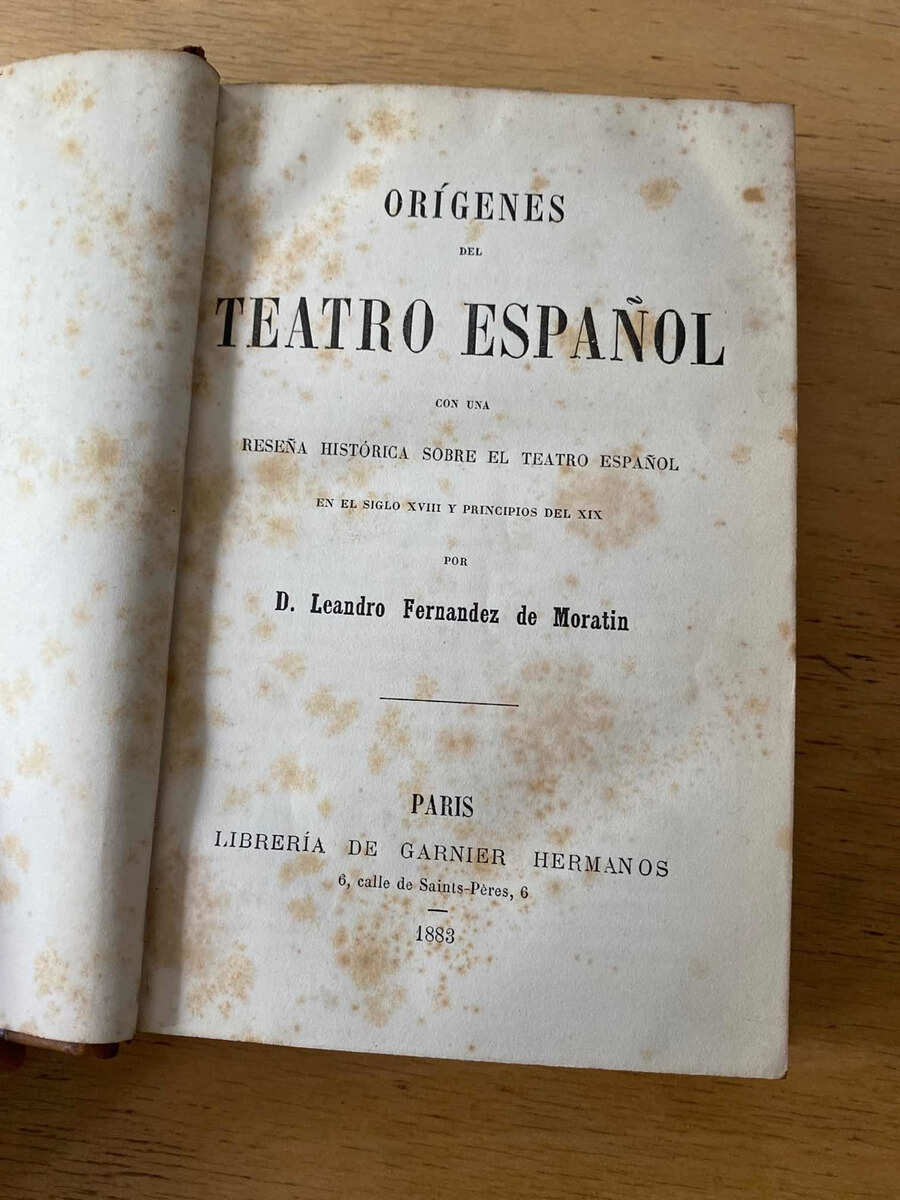 ORÍGENES
DEL
TEATRO ESPAÑOL
CON UNA
RESEÑA HISTÓRICA SOBRE EL TEATRO ESPAÑOL
EN EL SIGLO XVIII Y PRINCIPIOS DEL XIX
POR
D. Leandro Fernandez de Moratin
PARIS
LIBRERÍA DE GARNIER HERMANOS
6, calle de Saints-Pères, 6
1883